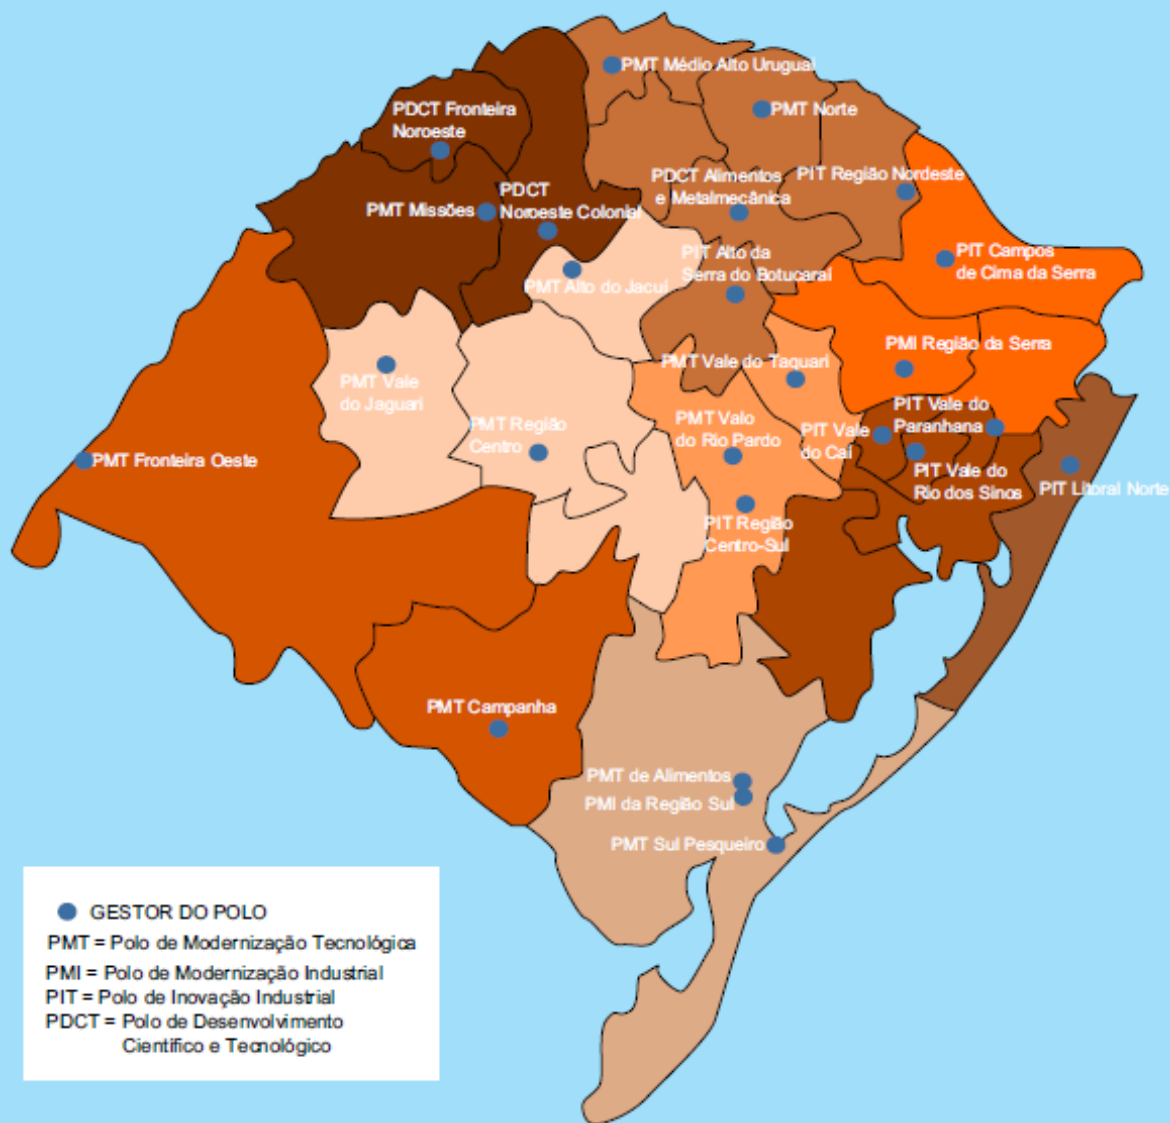 PMT Médio Alto Uruguai
PDCT Fronteira
Noroeste
PMT Norte
PDCT Alimentos
e Metalmecânica
PIT Região Nordeste
PDCT
Noroeste Colonial
PMT Missões
PIT Alto da
Serra do Botucaraí
PIT Campos
de Cima da Serra
PMT Alto do Jacuí
PMI Região da Serra
PMT Vale do Taquari
PMT Vale
do Jaguari
PIT Vale do
Paranhana
PMT Região
Centro
PMT Valo
do Rio Pardo
PIT Vale
do Caí
PMT Fronteira Oeste
PIT Vale do
Rio dos Sinos
PIT Litoral Norte
PIT Região
Centro-Sul
PMT Campanha
PMT de Alimentos
PMI da Região Sul
PMT Sul Pesqueiro
GESTOR DO POLO
PMT = Polo de Modernização Tecnológica
PMI = Polo de Modernização Industrial
PIT = Polo de Inovação Industrial
PDCT = Polo de Desenvolvimento
Científico e Tecnológico